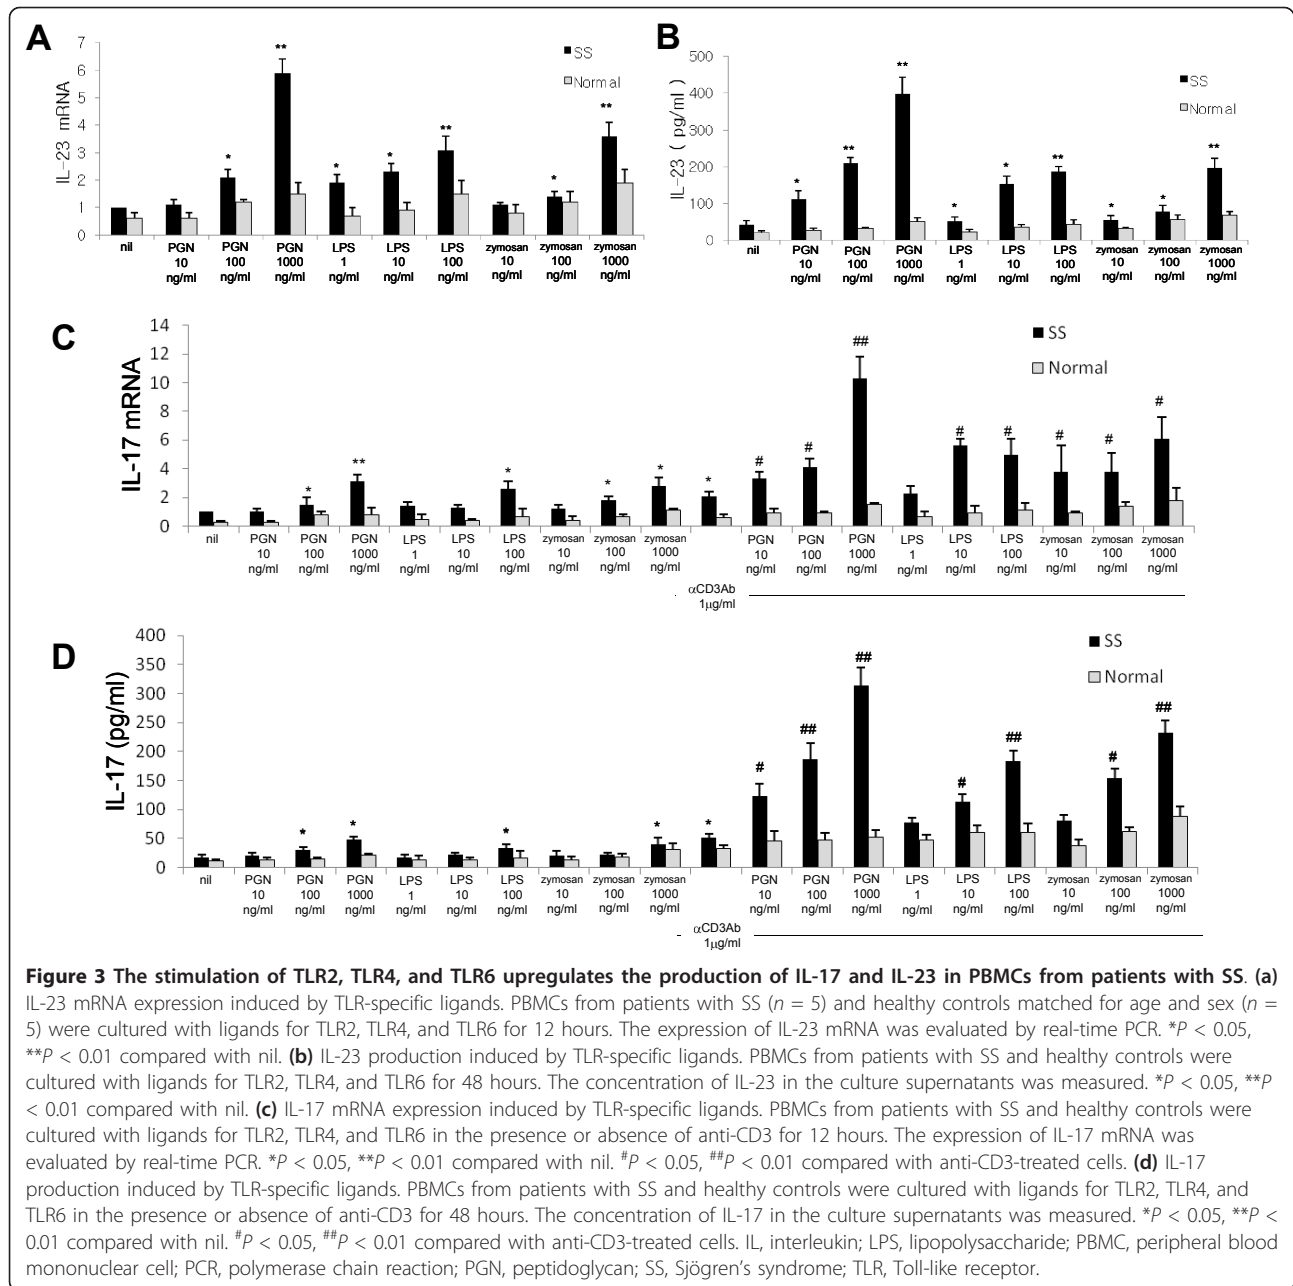 A
IL-23 mRNA
7
6
5
4
3
2
1
0
SS
Normal
* ** * * ** * **
nil PGN PGN PGN LPS LPS LPS zymosan zymosan zymosan
10 100 1000 1 10 100 10 100 1000
ng/ml ng/ml ng/ml ng/ml ng/ml ng/ml ng/ml ng/ml ng/ml
B
IL-23 ( pg/ml)
500
400
300
200
100
0
SS
Normal
* ** ** * * ** * * **
nil PGN PGN PGN LPS LPS LPS zymosan zymosan zymosan
10 100 1000 1 10 100 10 100 1000
ng/ml ng/ml ng/ml ng/ml ng/ml ng/ml ng/ml ng/ml ng/ml
C
IL-17 mRNA
14
12
10
8
6
4
2
0
SS
Normal
* ** * * * * # # ## # # # # #
nil PGN PGN PGN LPS LPS LPS zymosan zymosan zymosan PGN PGN PGN LPS LPS LPS zymosan zymosan zymosan
10 100 1000 1 10 100 10 100 1000 10 100 1000 1 10 100 10 100 1000
ng/ml ng/ml ng/ml ng/ml ng/ml ng/ml ng/ml ng/ml ng/ml ng/ml ng/ml ng/ml ng/ml ng/ml ng/ml ng/ml ng/ml ng/ml
αCD3Ab
1μg/ml
D
IL-17 (pg/ml)
400
350
300
250
200
150
100
50
0
SS
Normal
* * * * * # ## ## # ## # ##
nil PGN PGN PGN LPS LPS LPS zymosan zymosan zymosan PGN PGN PGN LPS LPS LPS zymosan zymosan zymosan
10 100 1000 1 10 100 10 100 1000 10 100 1000 1 10 100 10 100 1000
ng/ml ng/ml ng/ml ng/ml ng/ml ng/ml ng/ml ng/ml ng/ml ng/ml ng/ml ng/ml ng/ml ng/ml ng/ml ng/ml ng/ml ng/ml
αCD3Ab
1μg/ml
Figure 3 The stimulation of TLR2, TLR4, and TLR6 upregulates the production of IL-17 and IL-23 in PBMCs from patients with SS. (a)
IL-23 mRNA expression induced by TLR-specific ligands. PBMCs from patients with SS (n = 5) and healthy controls matched for age and sex (n =
5) were cultured with ligands for TLR2, TLR4, and TLR6 for 12 hours. The expression of IL-23 mRNA was evaluated by real-time PCR. *P < 0.05,
**P < 0.01 compared with nil. (b) IL-23 production induced by TLR-specific ligands. PBMCs from patients with SS and healthy controls were
cultured with ligands for TLR2, TLR4, and TLR6 for 48 hours. The concentration of IL-23 in the culture supernatants was measured. *P < 0.05, **P
< 0.01 compared with nil. (c) IL-17 mRNA expression induced by TLR-specific ligands. PBMCs from patients with SS and healthy controls were
cultured with ligands for TLR2, TLR4, and TLR6 in the presence or absence of anti-CD3 for 12 hours. The expression of IL-17 mRNA was
evaluated by real-time PCR. *P < 0.05, **P < 0.01 compared with nil. #P < 0.05, ##P < 0.01 compared with anti-CD3-treated cells. (d) IL-17
production induced by TLR-specific ligands. PBMCs from patients with SS and healthy controls were cultured with ligands for TLR2, TLR4, and
TLR6 in the presence or absence of anti-CD3 for 48 hours. The concentration of IL-17 in the culture supernatants was measured. *P < 0.05, **P <
0.01 compared with nil. #P < 0.05, ##P < 0.01 compared with anti-CD3-treated cells. IL, interleukin; LPS, lipopolysaccharide; PBMC, peripheral blood
mononuclear cell; PCR, polymerase chain reaction; PGN, peptidoglycan; SS, Sjögren's syndrome; TLR, Toll-like receptor.